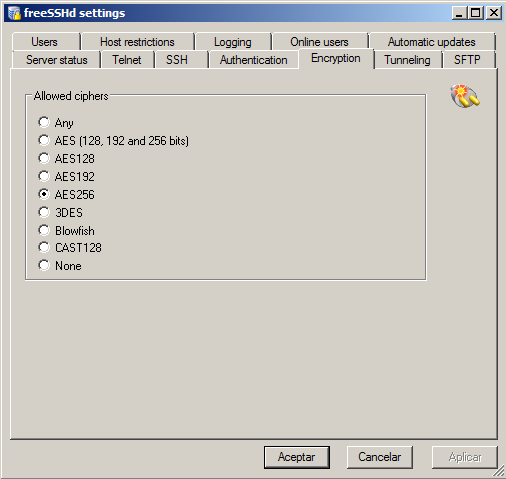 freeSSHd settings
Users Host restrictions Logging Online users Automatic updates
Server status Telnet SSH Authentication Encryption Tunneling SFTP
Allowed ciphers
Any
AES (128, 192 and 256 bits)
AES128
AES192
AES256
3DES
Blowfish
CAST128
None
Aceptar Cancelar Aplicar